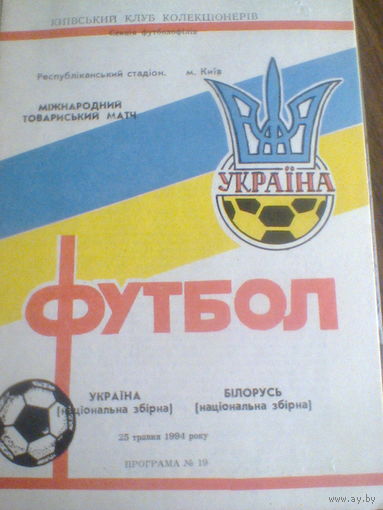 КИЇВСЬКИЙ КЛУБ КОЛЕКЦІОНЕРІВ
Секція футболофілів
Республіканський стадіон. м. Київ
МІЖНАРОДНИЙ
ТОВАРИСЬКИЙ МАТЧ
УКРАЇНА
ФУТБОЛ
УКРАЇНА
(національна збірна)
БІЛОРУСЬ
(національна збірна)
25 травня 1994 року
ПРОГРАМА № 19
www.ay.by